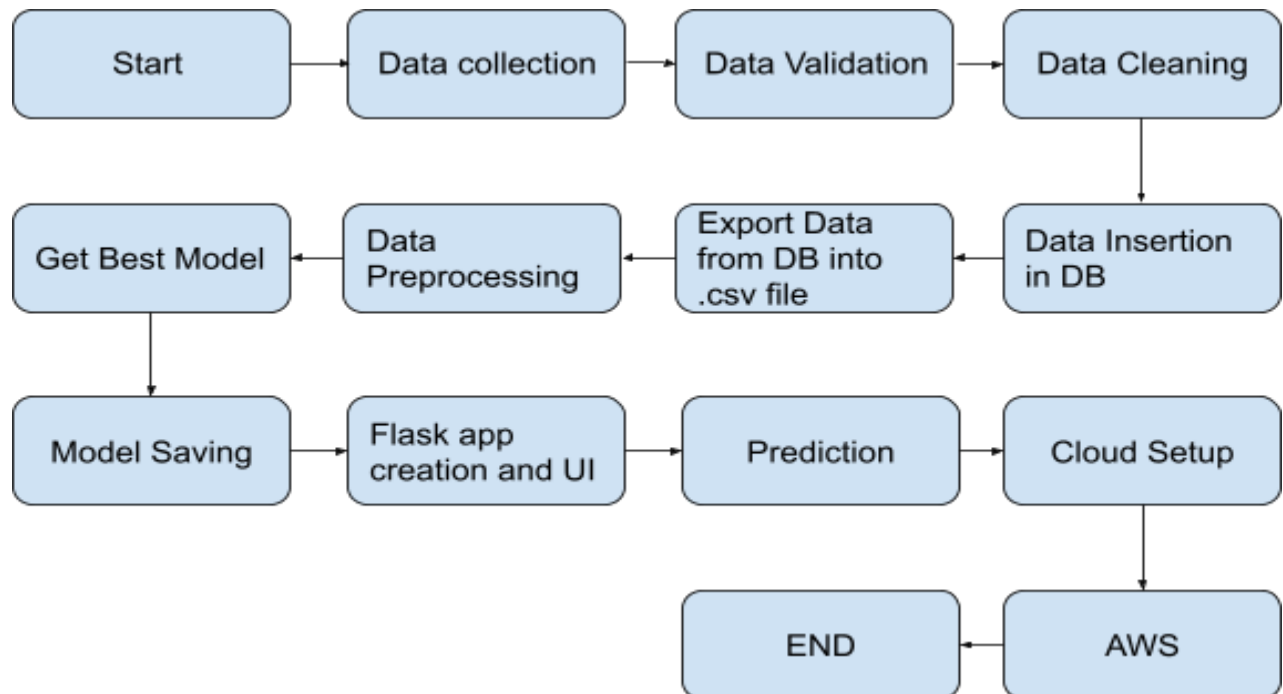 Start
Data collection
Data Validation
Data Cleaning
Get Best Model
Data
Preprocessing
Export Data
from DB into
.csv file
Data Insertion
in DB
Model Saving
Flask app
creation and UI
Prediction
Cloud Setup
END
AWS